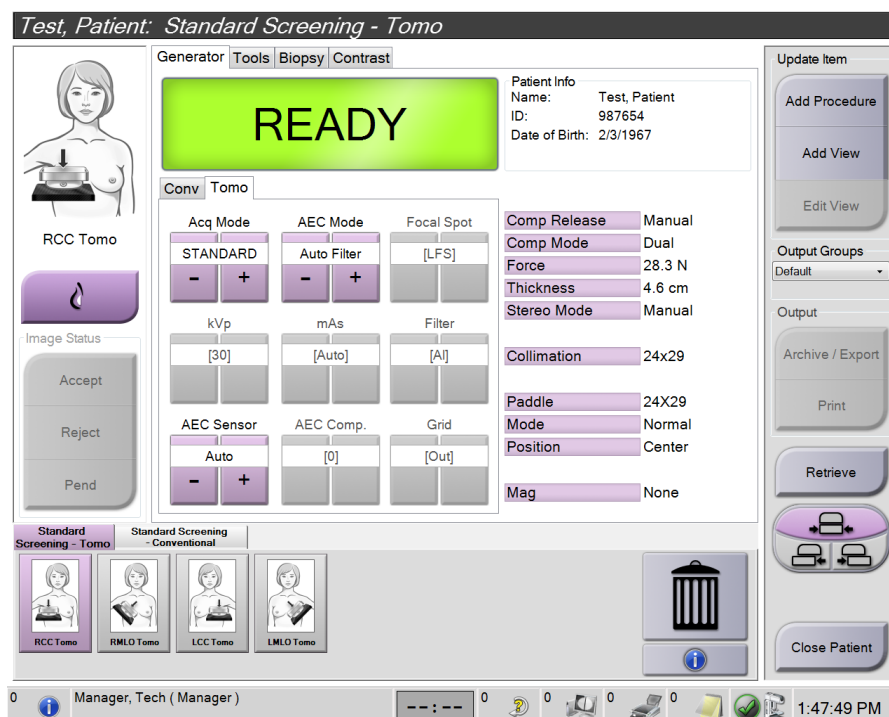 Test, Patient: Standard Screening - Tomo
Generator Tools Biopsy Contrast
READY
Patient Info
Name: Test, Patient
ID: 987654
Date of Birth: 2/3/1967
RCC Tomo
Image Status
Accept
Reject
Pend
Conv Tomo
Acq Mode AEC Mode Focal Spot
STANDARD Auto Filter [LFS]
- + - +
kVp mAs Filter
[30] [Auto] [Al]
AEC Sensor AEC Comp. Grid
Auto [0] [Out]
- +
Comp Release Manual
Comp Mode Dual
Force 28.3 N
Thickness 4.6 cm
Stereo Mode Manual
Collimation 24x29
Paddle 24X29
Mode Normal
Position Center
Mag None
Update Item
Add Procedure
Add View
Edit View
Output Groups
Default
Output
Archive / Export
Print
Retrieve
Close Patient
Standard
Screening - Tomo
Standard Screening
- Conventional
RCC Tomo RMLO Tomo LCC Tomo LMLO Tomo
0 Manager, Tech ( Manager ) --:-- 0 0 0 0 1:47:49 PM